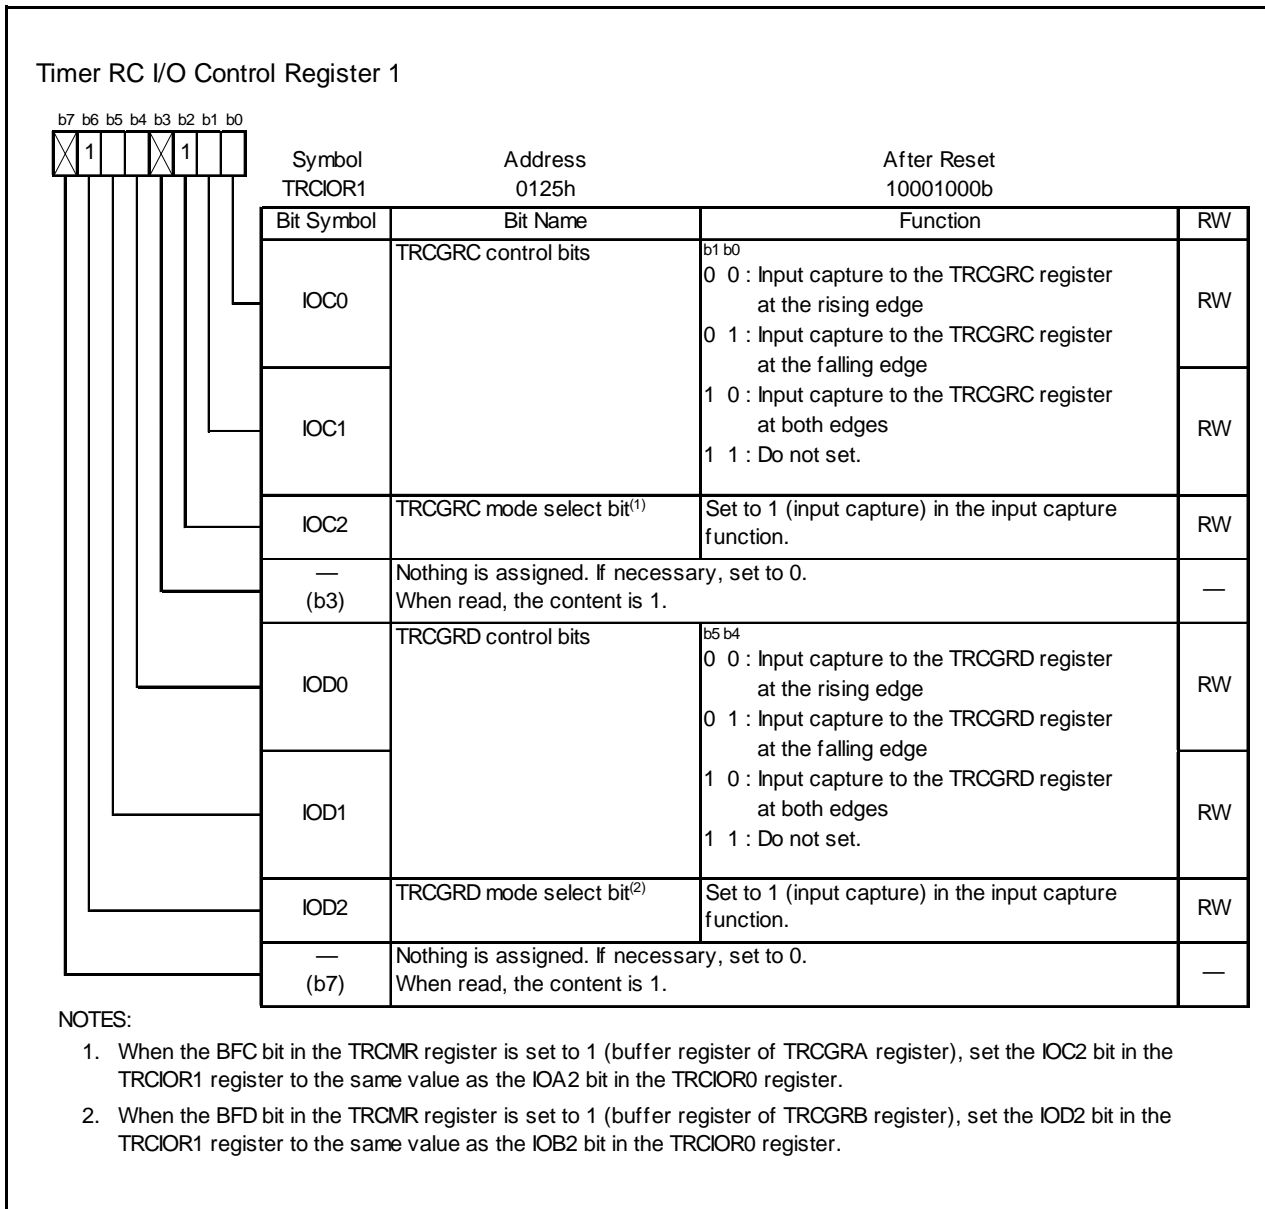 Timer RC I/O Control Register 1
b7 b6 b5 b4 b3 b2 b1 b0
1 1
Symbol Address After Reset
TRCIOR1 0125h 10001000b
Bit Symbol Bit Name Function RW
IOC0 TRCGRC control bits b1 b0
0 0 : Input capture to the TRCGRC register
at the rising edge
0 1 : Input capture to the TRCGRC register
at the falling edge
RW
IOC1 1 0 : Input capture to the TRCGRC register
at both edges
1 1 : Do not set.
RW
IOC2 TRCGRC mode select bit(1) Set to 1 (input capture) in the input capture
function.
RW
—
(b3)
Nothing is assigned. If necessary, set to 0.
When read, the content is 1.
—
IOD0 TRCGRD control bits b5 b4
0 0 : Input capture to the TRCGRD register
at the rising edge
0 1 : Input capture to the TRCGRD register
at the falling edge
RW
IOD1 1 0 : Input capture to the TRCGRD register
at both edges
1 1 : Do not set.
RW
IOD2 TRCGRD mode select bit(2) Set to 1 (input capture) in the input capture
function.
RW
—
(b7)
Nothing is assigned. If necessary, set to 0.
When read, the content is 1.
—
NOTES:
1. When the BFC bit in the TRCMR register is set to 1 (buffer register of TRCGRA register), set the IOC2 bit in the
TRCIOR1 register to the same value as the IOA2 bit in the TRCIOR0 register.
2. When the BFD bit in the TRCMR register is set to 1 (buffer register of TRCGRB register), set the IOD2 bit in the
TRCIOR1 register to the same value as the IOB2 bit in the TRCIOR0 register.